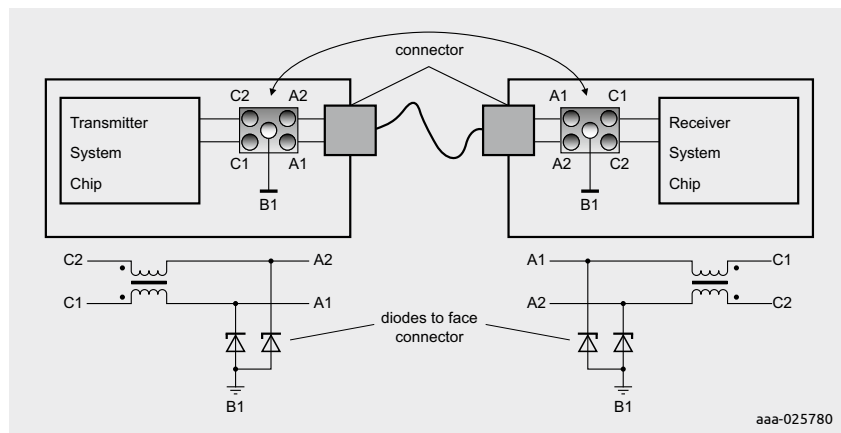 connector
C2 A2 A1 C1
Transmitter
System
Chip
Receiver
System
Chip
C1 A1 A2 C2
B1 B1
C2 A2 A1 C1
C1 A1 A2 C2
diodes to face
connector
B1 B1
aaa-025780